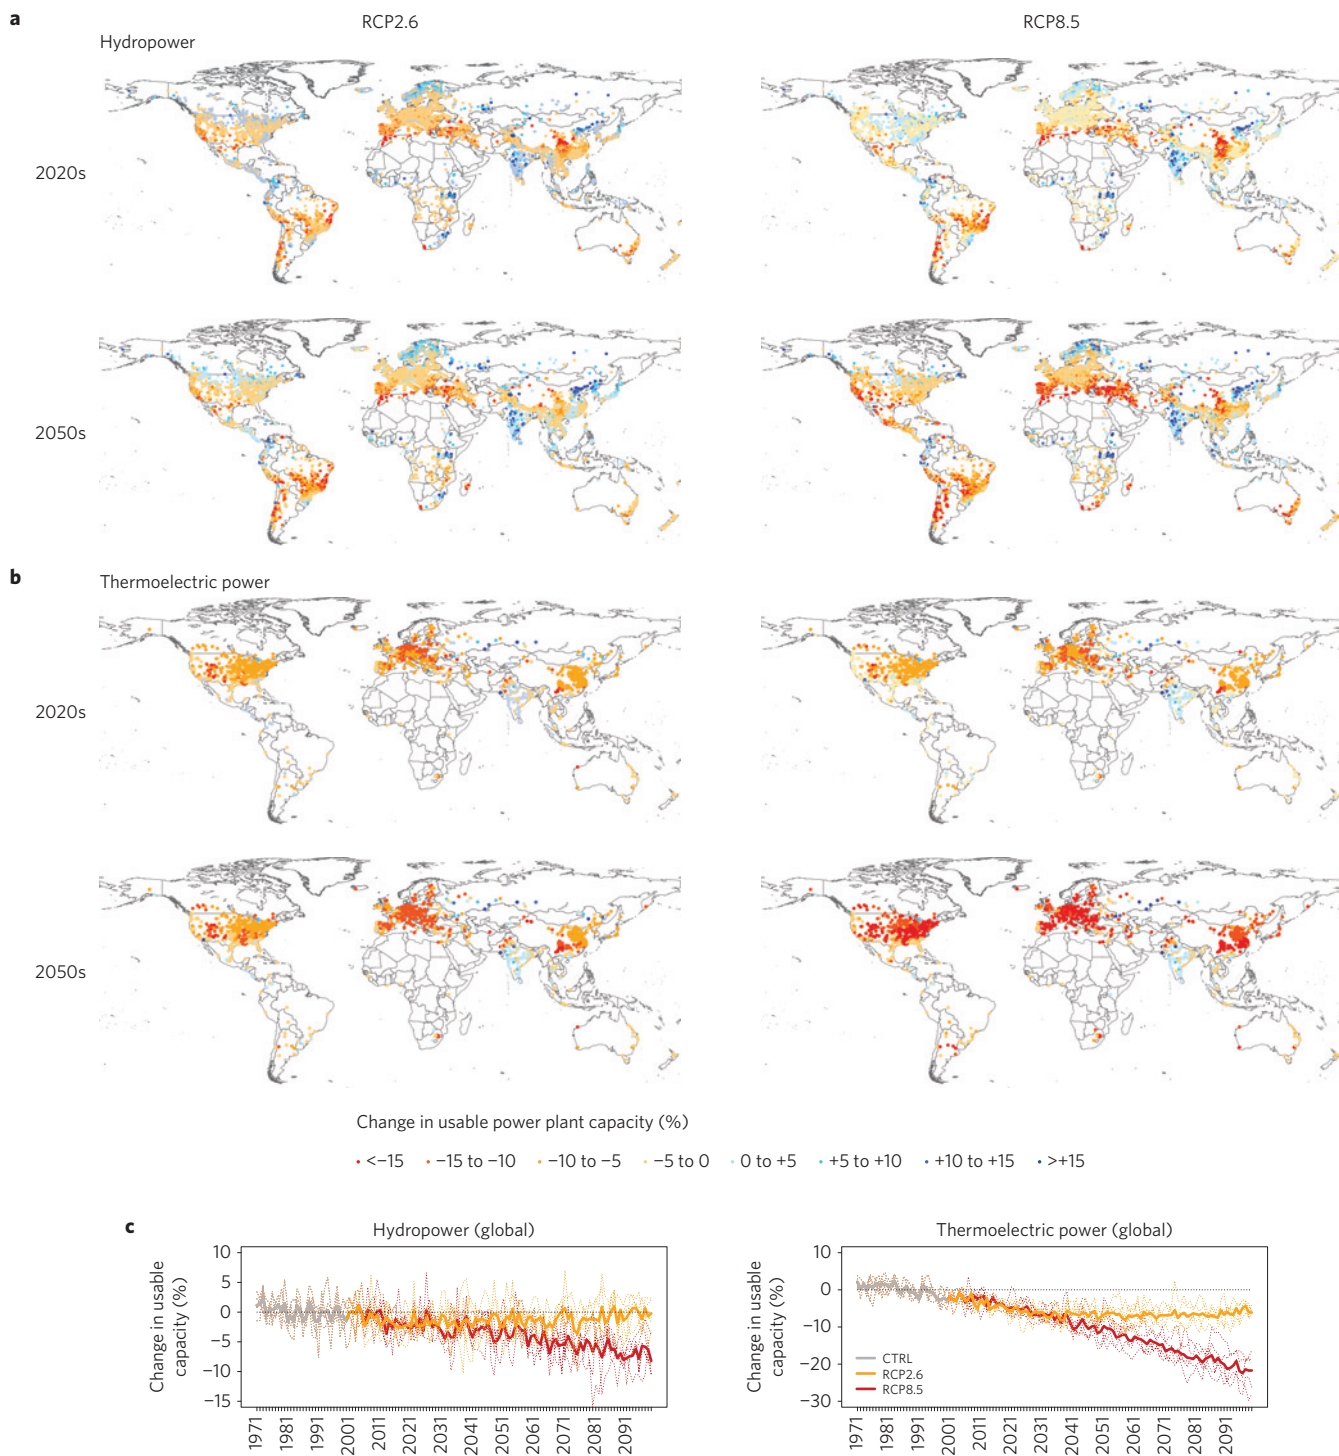 a
RCP2.6
RCP8.5
Hydropower
2020s
2050s
b
Thermoelectric power
2020s
2050s
Change in usable power plant capacity (%)
<−15
−15 to −10
−10 to −5
−5 to 0
0 to +5
+5 to +10
+10 to +15
>+15
c
Hydropower (global)
Change in usable
capacity (%)
10
5
0
−5
−10
−15
1971
1981
1991
2001
2011
2021
2031
2041
2051
2061
2071
2081
2091
Thermoelectric power (global)
Change in usable
capacity (%)
10
0
−10
−20
−30
CTRL
RCP2.6
RCP8.5
1971
1981
1991
2001
2011
2021
2031
2041
2051
2061
2071
2081
2091